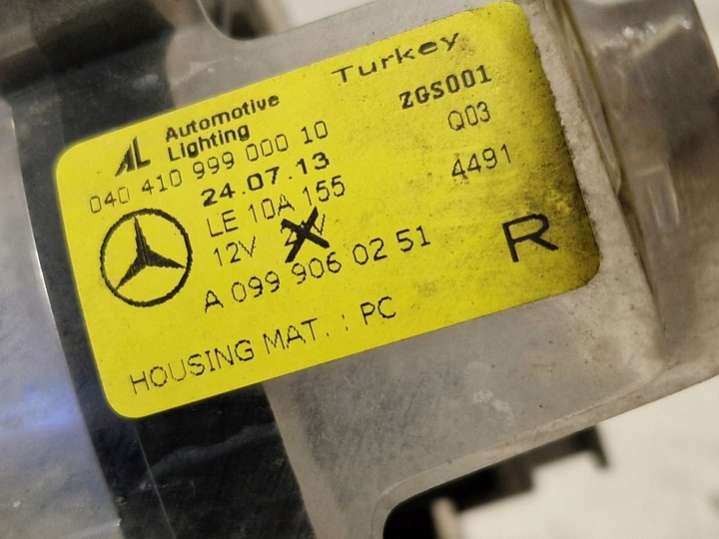 Turkey
AL Automotive
Lighting
ZGS001
040 410 999 000 10
Q03
24.07.13
4491
LE 10A 155
12V
A 099 906 02 51
R
HOUSING MAT. : PC